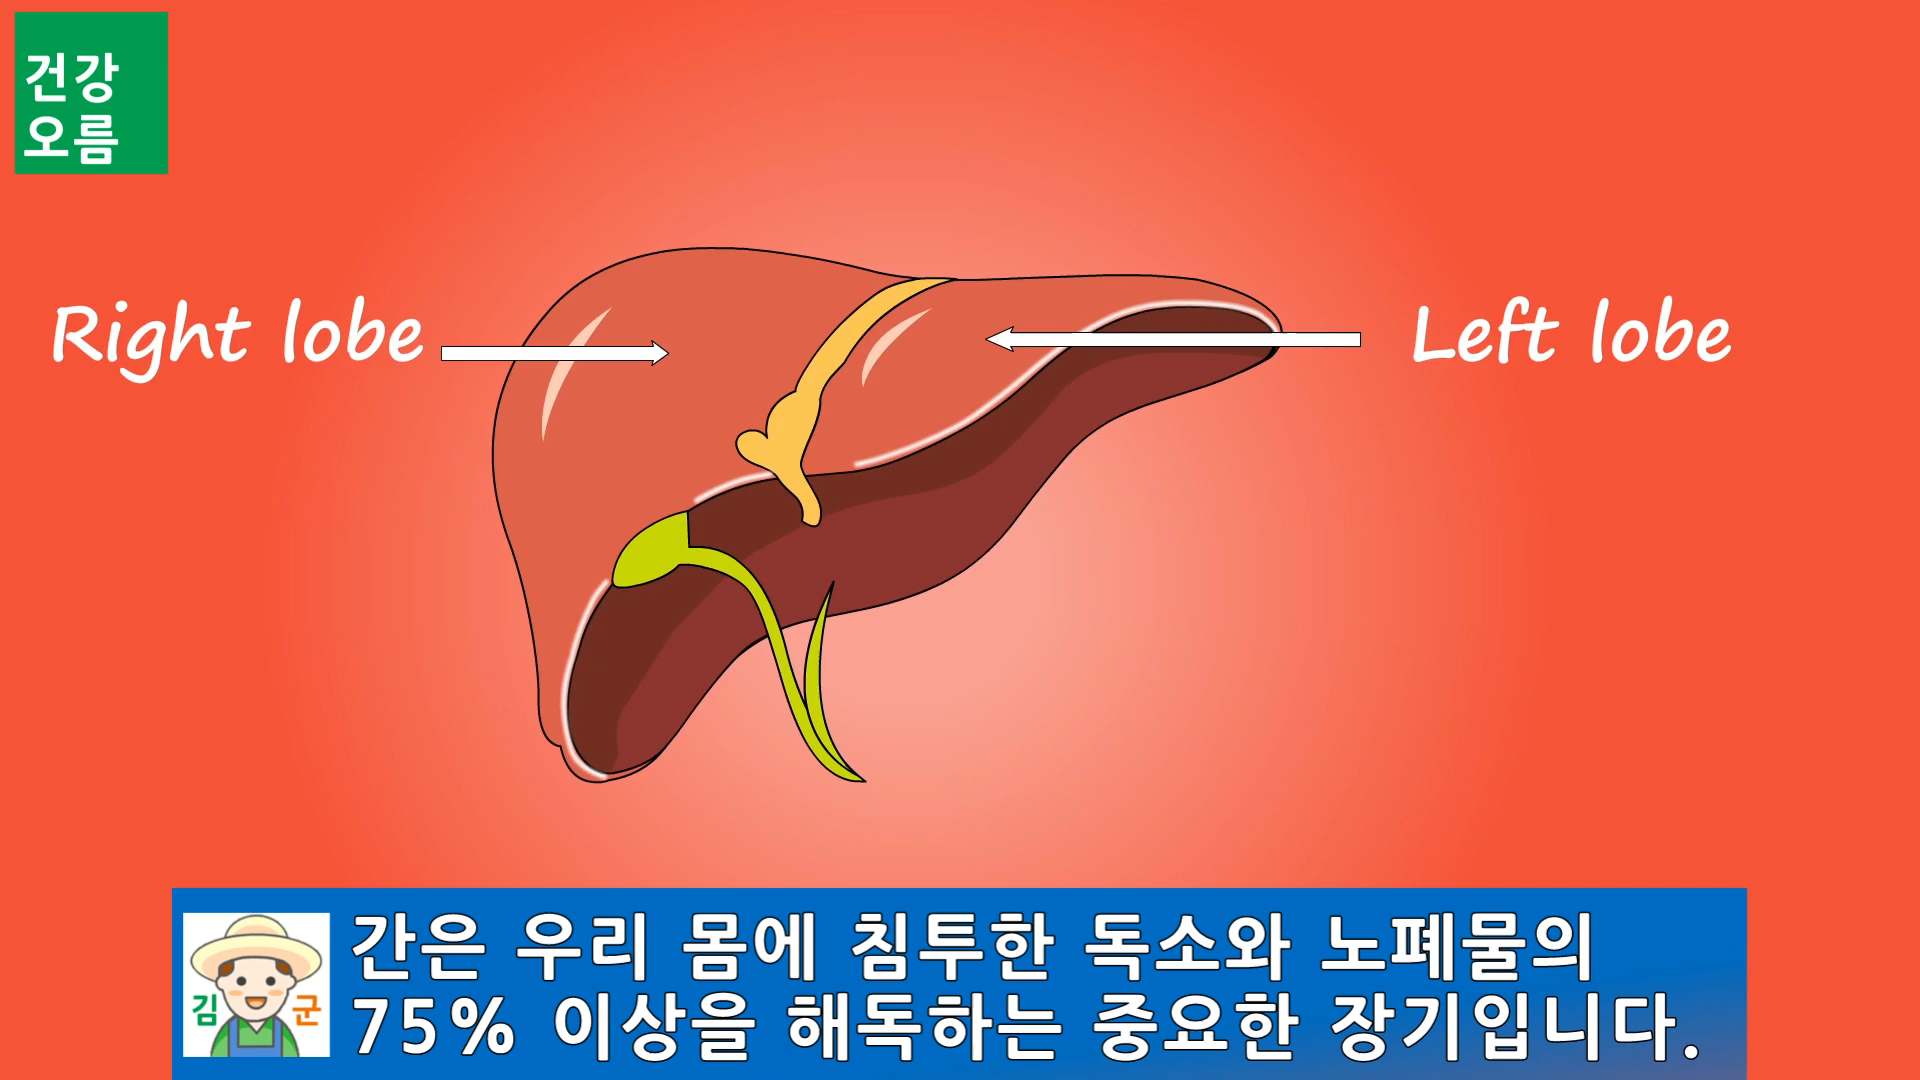 건강
오름
Right lobe
Left lobe
간은 우리 몸에 침투한 독소와 노폐물의
75% 이상을 해독하는 중요한 장기입니다.
김 군